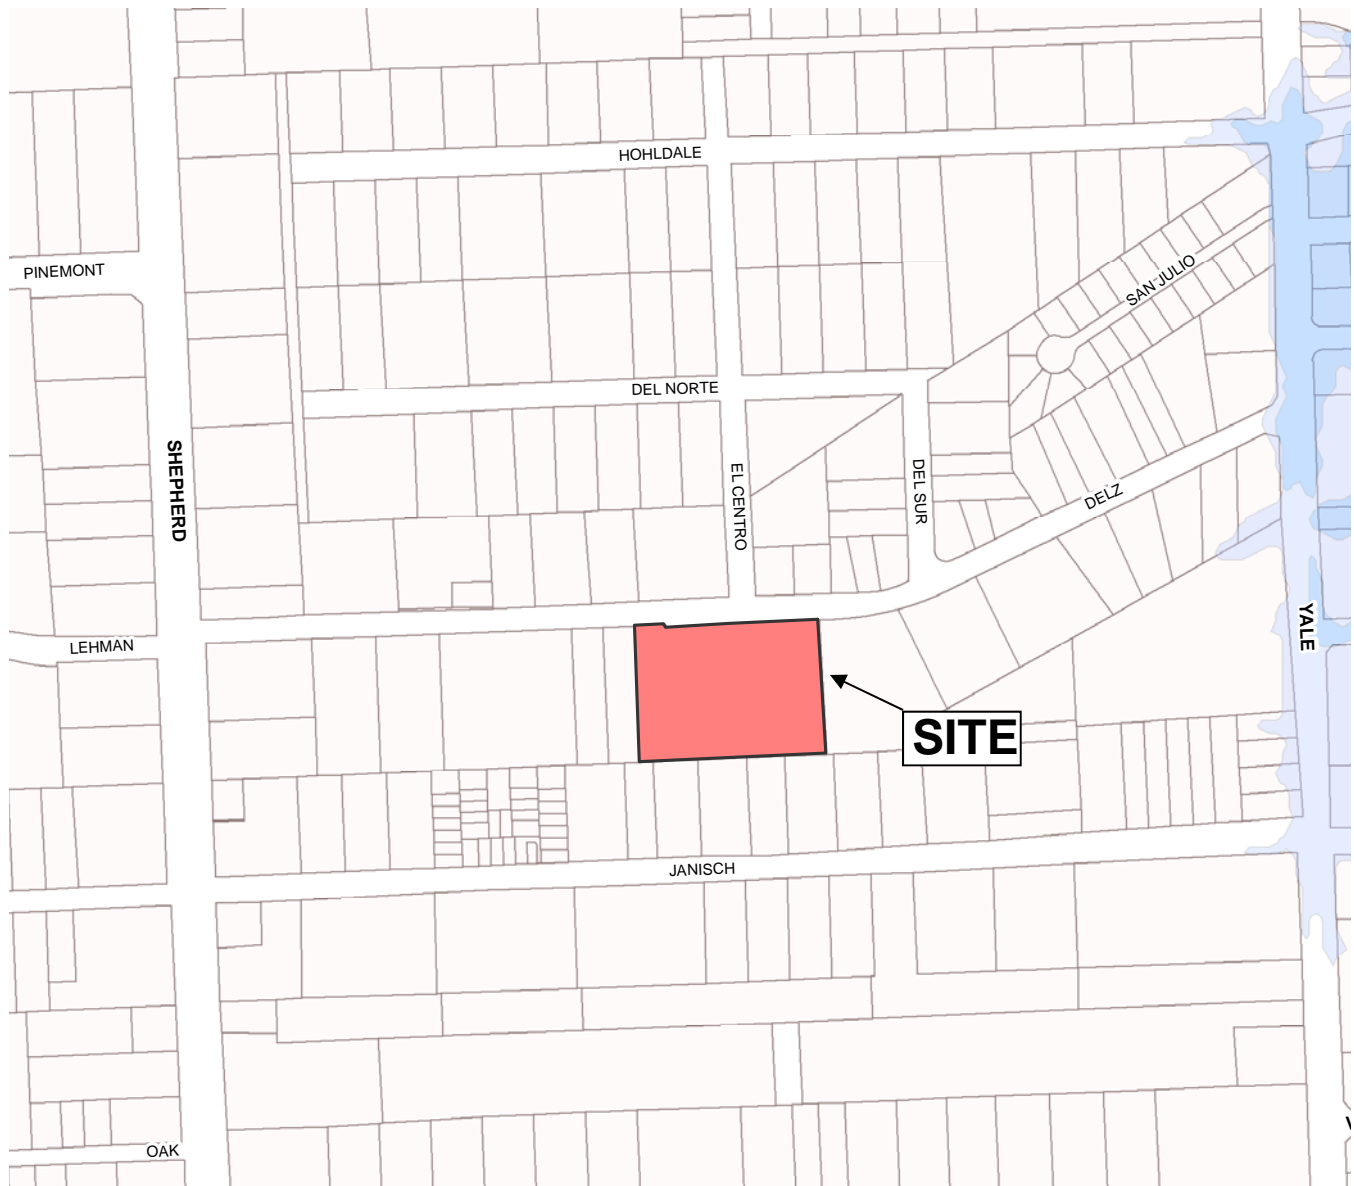 HOHLDALE
PINEMONT
SAN JULIO
DEL NORTE
SHEPHERD
EL CENTRO
DEL SUR
DELZ
LEHMAN
YALE
SITE
JANISCH
OAK